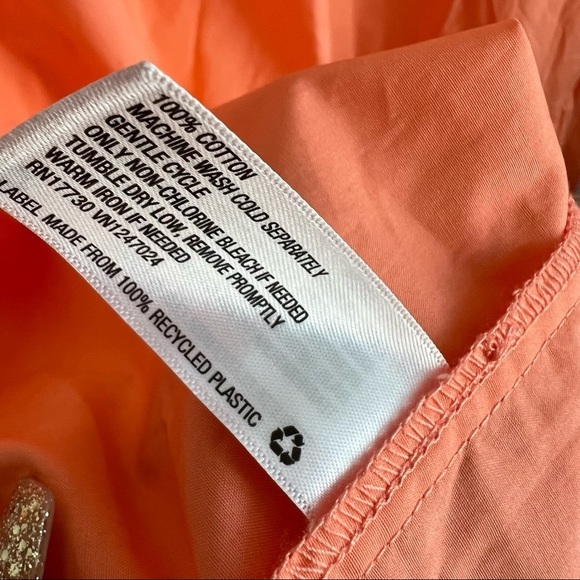 100% COTTON
MACHINE WASH COLD SEPARATELY
GENTLE CYCLE
ONLY NON-CHLORINE BLEACH IF NEEDED
TUMBLE DRY LOW, REMOVE PROMPTLY
WARM IRON IF NEEDED
RN17730 VN1247024
LABEL MADE FROM 100% RECYCLED PLASTIC